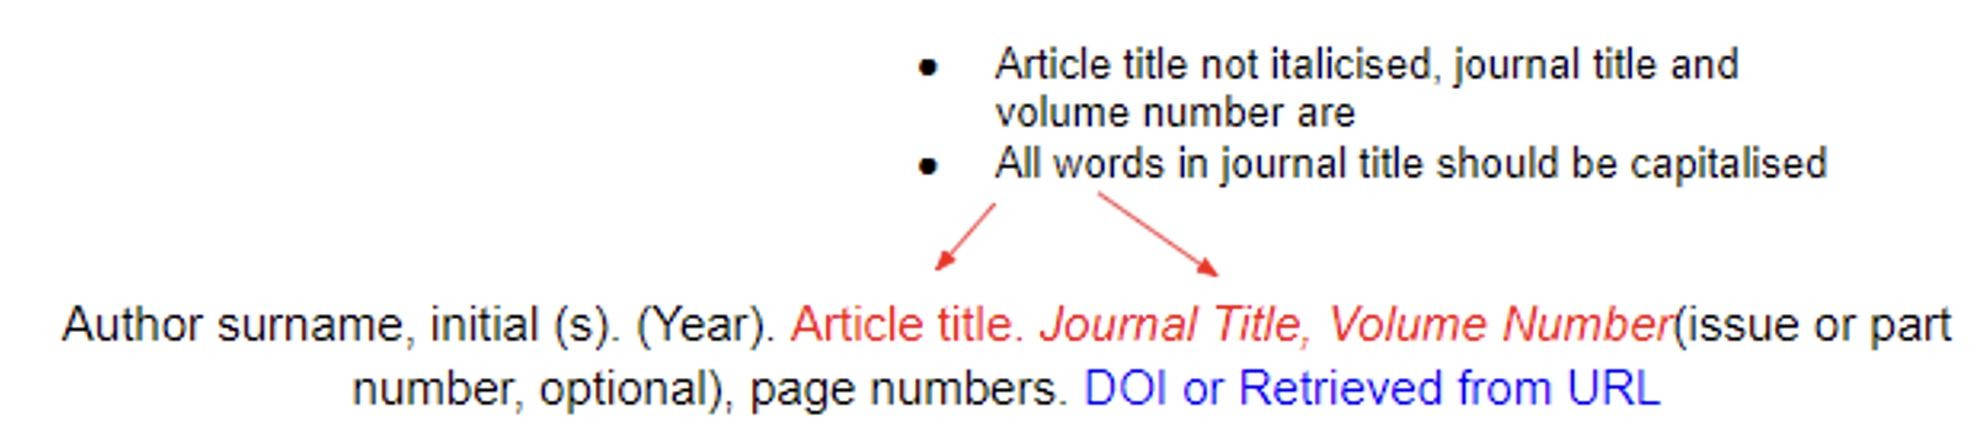 ● Article title not italicised, journal title and
volume number are
● All words in journal title should be capitalised
Author surname, initial (s). (Year). Article title. Journal Title, Volume Number(issue or part
number, optional), page numbers. DOI or Retrieved from URL